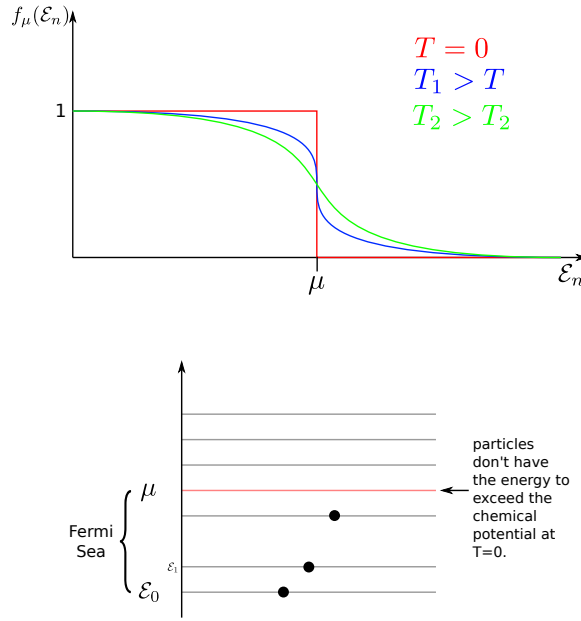 f_μ(ℰ_n)
T = 0
T_1 > T
T_2 > T_2
1
μ
ℰ_n
μ
Fermi
Sea
ℰ_1
ℰ_0
particles
don't have
the energy to
exceed the
chemical
potential at
T=0.